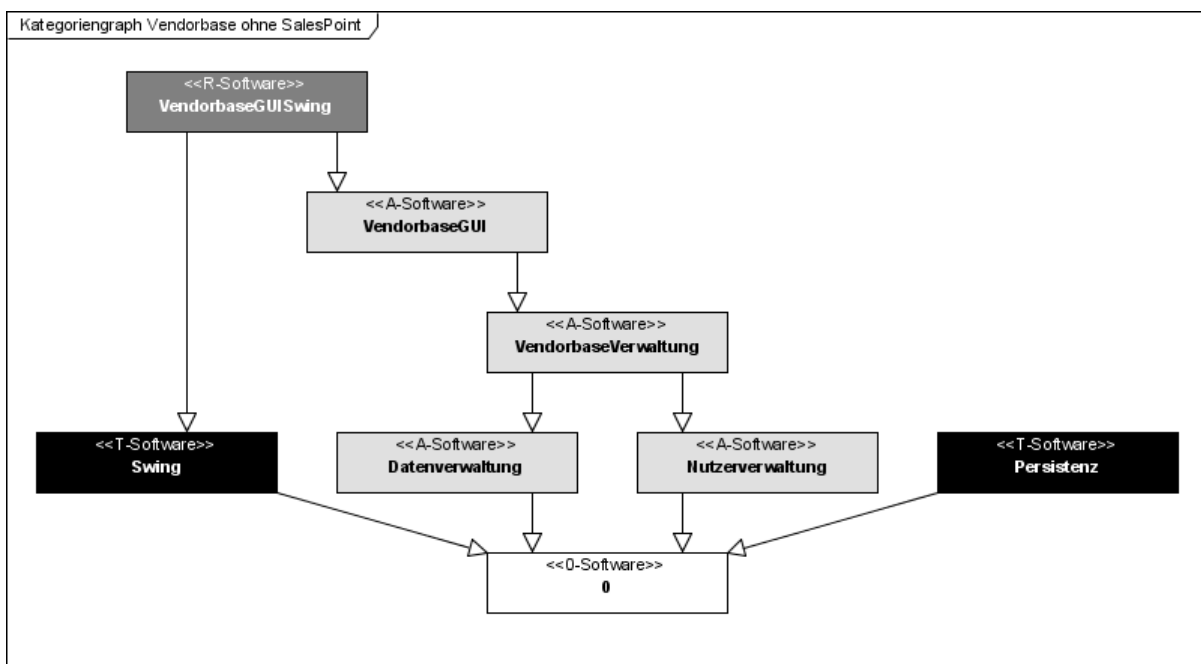 Kategoriengraph Vendorbase ohne SalesPoint
<<R-Software>>
VendorbaseGUISwing
<<A-Software>>
VendorbaseGUI
<<A-Software>>
VendorbaseVerwaltung
<<T-Software>>
Swing
<<A-Software>>
Datenverwaltung
<<A-Software>>
Nutzerverwaltung
<<T-Software>>
Persistenz
<<0-Software>>
0